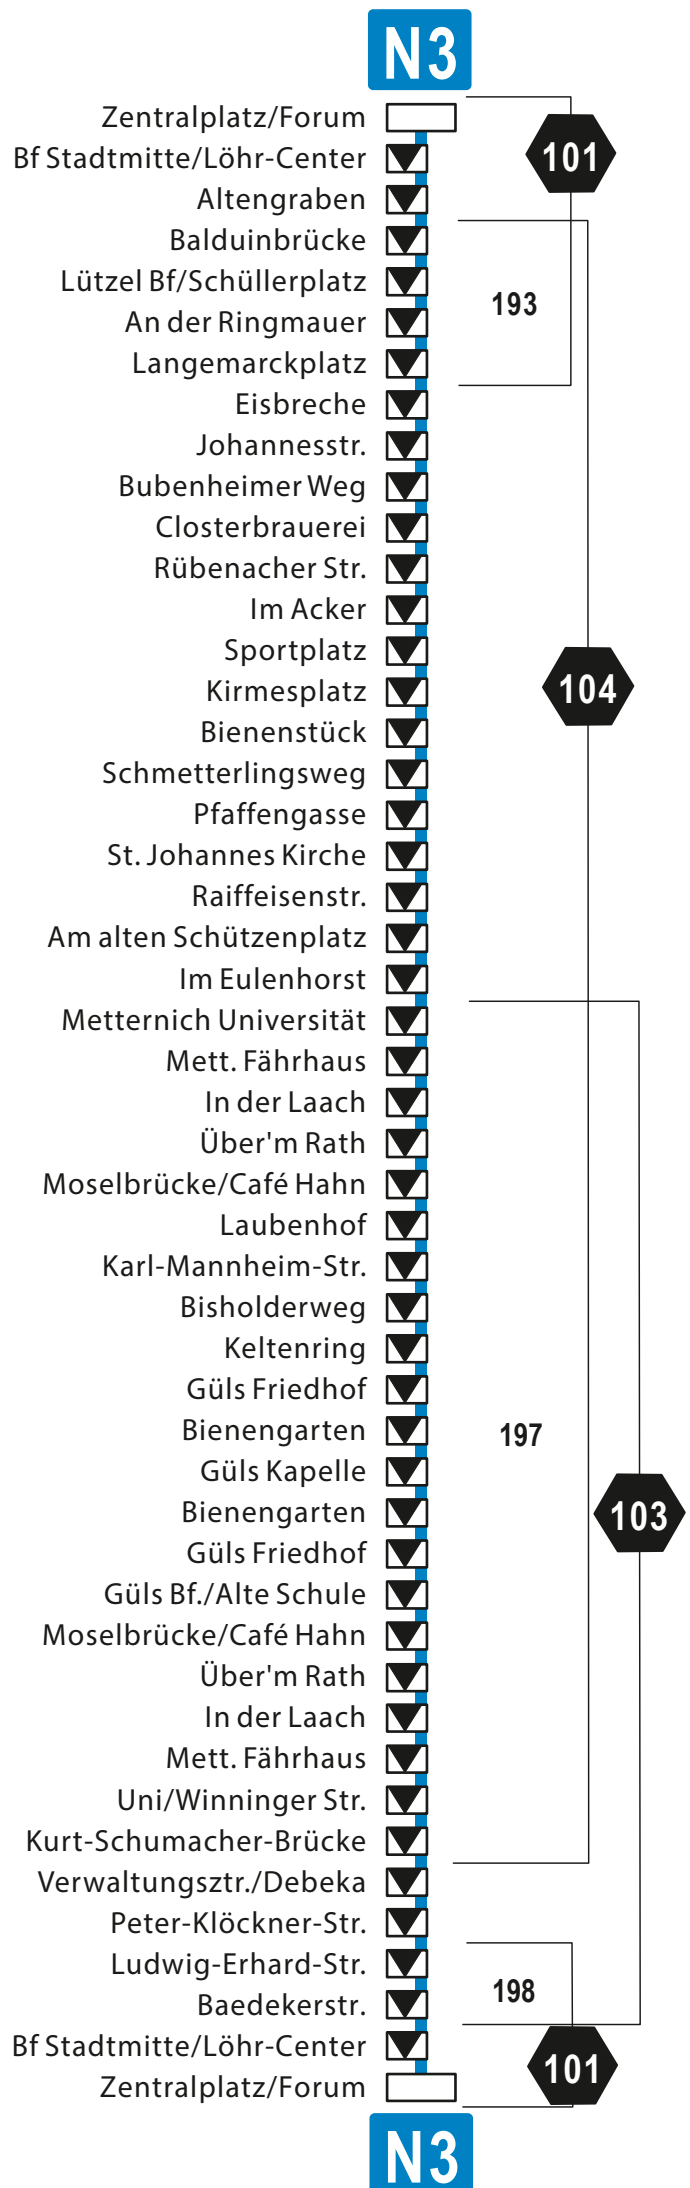 N3
Zentralplatz/Forum
Bf Stadtmitte/Löhr-Center
101
Altengraben
Balduinbrücke
Lützel Bf/Schüllerplatz
193
An der Ringmauer
Langemarckplatz
Eisbreche
Johannesstr.
Bubenheimer Weg
Closterbrauerei
Rübenacher Str.
Im Acker
Sportplatz
Kirmesplatz
104
Bienenstück
Schmetterlingsweg
Pfaffengasse
St. Johannes Kirche
Raiffeisenstr.
Am alten Schützenplatz
Im Eulenhorst
Metternich Universität
Mett. Fährhaus
In der Laach
Über'm Rath
Moselbrücke/Café Hahn
Laubenhof
Karl-Mannheim-Str.
Bisholderweg
Keltenring
Güls Friedhof
Bienengarten
197
Güls Kapelle
Bienengarten
103
Güls Friedhof
Güls Bf./Alte Schule
Moselbrücke/Café Hahn
Über'm Rath
In der Laach
Mett. Fährhaus
Uni/Winninger Str.
Kurt-Schumacher-Brücke
Verwaltungsztr./Debeka
Peter-Klöckner-Str.
Ludwig-Erhard-Str.
198
Baedekerstr.
Bf Stadtmitte/Löhr-Center
101
Zentralplatz/Forum
N3